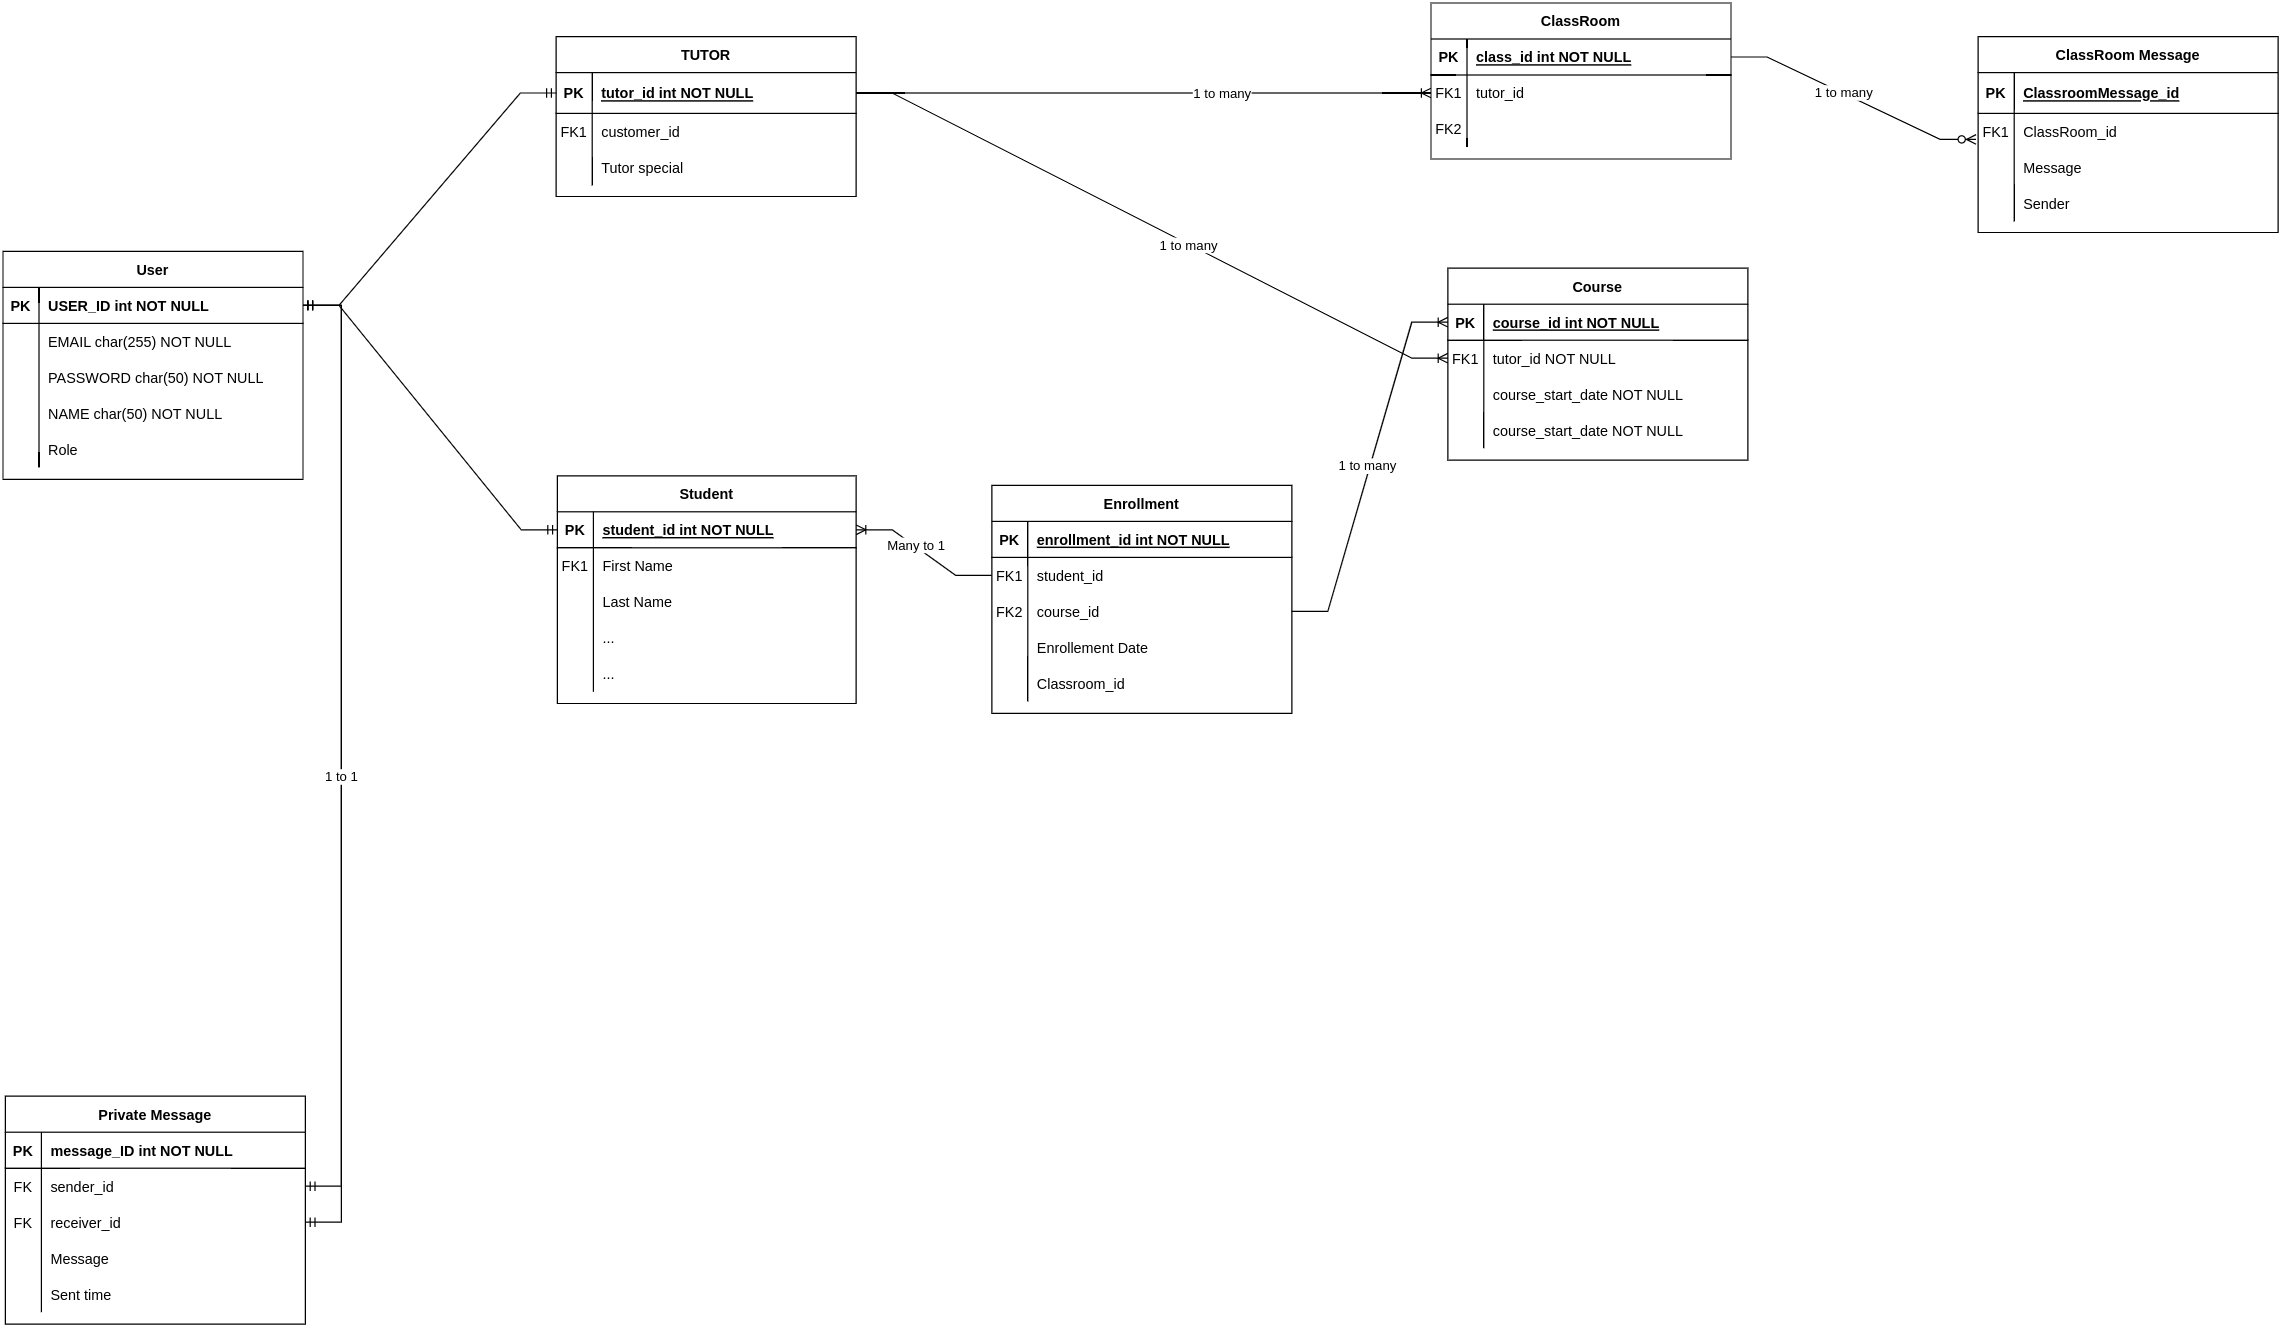 ClassRoom
PK class_id int NOT NULL
FK1 tutor_id
FK2
TUTOR
PK tutor_id int NOT NULL
FK1 customer_id
Tutor special
ClassRoom Message
PK ClassroomMessage_id
FK1 ClassRoom_id
Message
Sender
1 to many
1 to many
1 to many
User
PK USER_ID int NOT NULL
EMAIL char(255) NOT NULL
PASSWORD char(50) NOT NULL
NAME char(50) NOT NULL
Role
Course
PK course_id int NOT NULL
FK1 tutor_id NOT NULL
course_start_date NOT NULL
course_start_date NOT NULL
1 to many
Student
PK student_id int NOT NULL
FK1 First Name
Last Name
...
...
Many to 1
Enrollment
PK enrollment_id int NOT NULL
FK1 student_id
FK2 course_id
Enrollement Date
Classroom_id
1 to 1
Private Message
PK message_ID int NOT NULL
FK sender_id
FK receiver_id
Message
Sent time